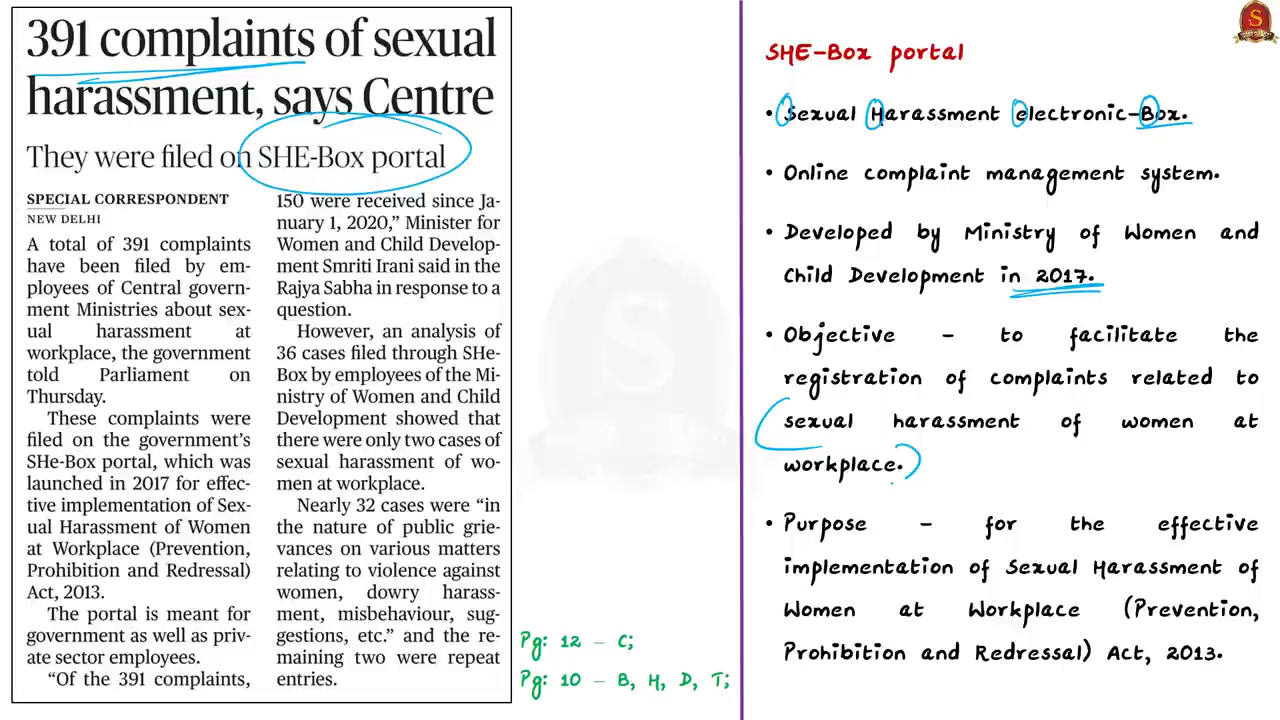 391 complaints of sexual
harassment, says Centre
They were filed on SHE-Box portal
SPECIAL CORRESPONDENT
NEW DELHI
A total of 391 complaints
have been filed by em-
ployees of Central govern-
ment Ministries about sex-
ual harassment at
workplace, the government
told Parliament on
Thursday.
These complaints were
filed on the government's
SHe-Box portal, which was
launched in 2017 for effec-
tive implementation of Sex-
ual Harassment of Women
at Workplace (Prevention,
Prohibition and Redressal)
Act, 2013.
The portal is meant for
government as well as priv-
ate sector employees.
"Of the 391 complaints,
150 were received since Ja-
nuary 1, 2020," Minister for
Women and Child Develop-
ment Smriti Irani said in the
Rajya Sabha in response to a
question.
However, an analysis of
36 cases filed through SHe-
Box by employees of the Mi-
nistry of Women and Child
Development showed that
there were only two cases of
sexual harassment of wo-
men at workplace.
Nearly 32 cases were "in
the nature of public grie-
vances on various matters
relating to violence against
women, dowry harass-
ment, misbehaviour, sug-
gestions, etc." and the re-
maining two were repeat
entries.
Pg: 12 – C;
Pg: 10 – B, H, D, T;
SHE-Box portal
• Sexual Harassment electronic-Box.
• Online complaint management system.
• Developed by Ministry of Women and
Child Development in 2017.
• Objective – to facilitate the
registration of complaints related to
sexual harassment of women at
workplace.
• Purpose – for the effective
implementation of Sexual Harassment of
Women at Workplace (Prevention,
Prohibition and Redressal) Act, 2013.
S
S